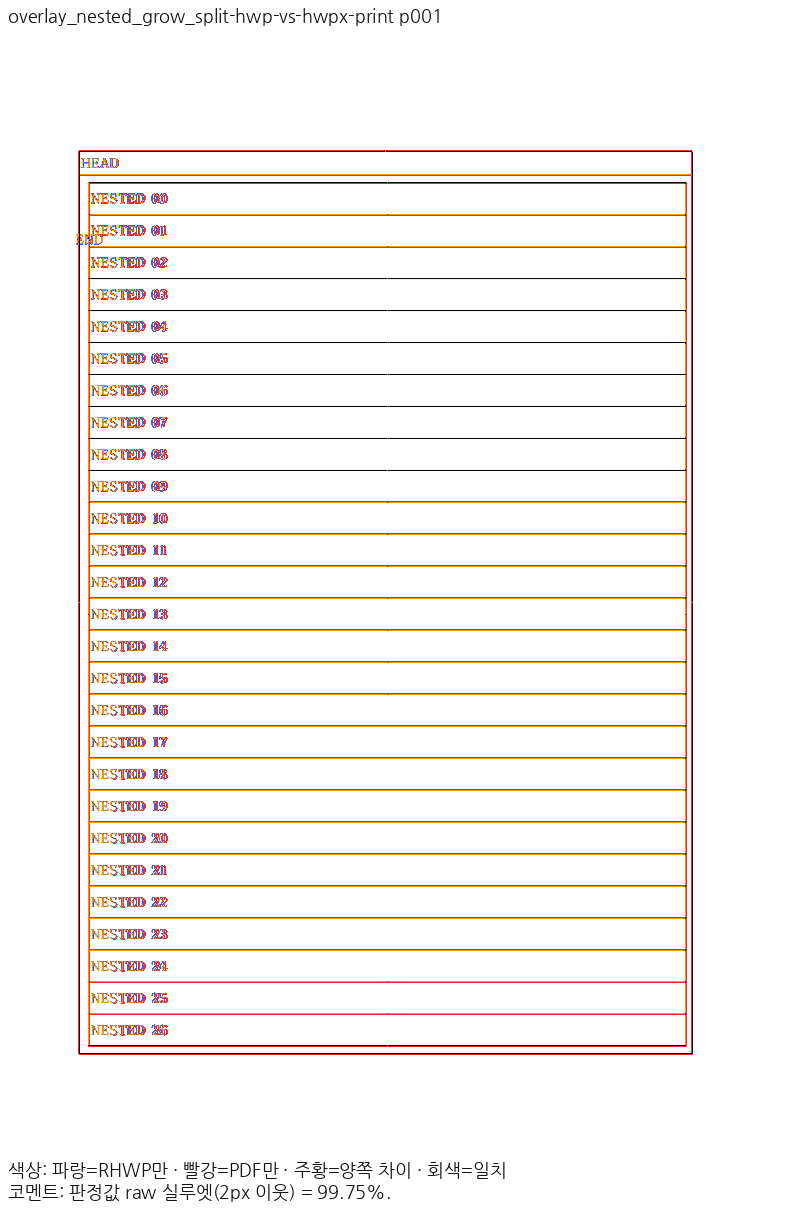 overlay_nested_grow_split-hwp-vs-hwpx-print p001
HEAD
NESTED 00
NESTED 01
END
NESTED 02
NESTED 03
NESTED 04
NESTED 05
NESTED 06
NESTED 07
NESTED 08
NESTED 09
NESTED 10
NESTED 11
NESTED 12
NESTED 13
NESTED 14
NESTED 15
NESTED 16
NESTED 17
NESTED 18
NESTED 19
NESTED 20
NESTED 21
NESTED 22
NESTED 23
NESTED 24
NESTED 25
NESTED 26
색상: 파랑=RHWP만 · 빨강=PDF만 · 주황=양쪽 차이 · 회색=일치
코멘트: 판정값 raw 실루엣(2px 이웃) = 99.75%.